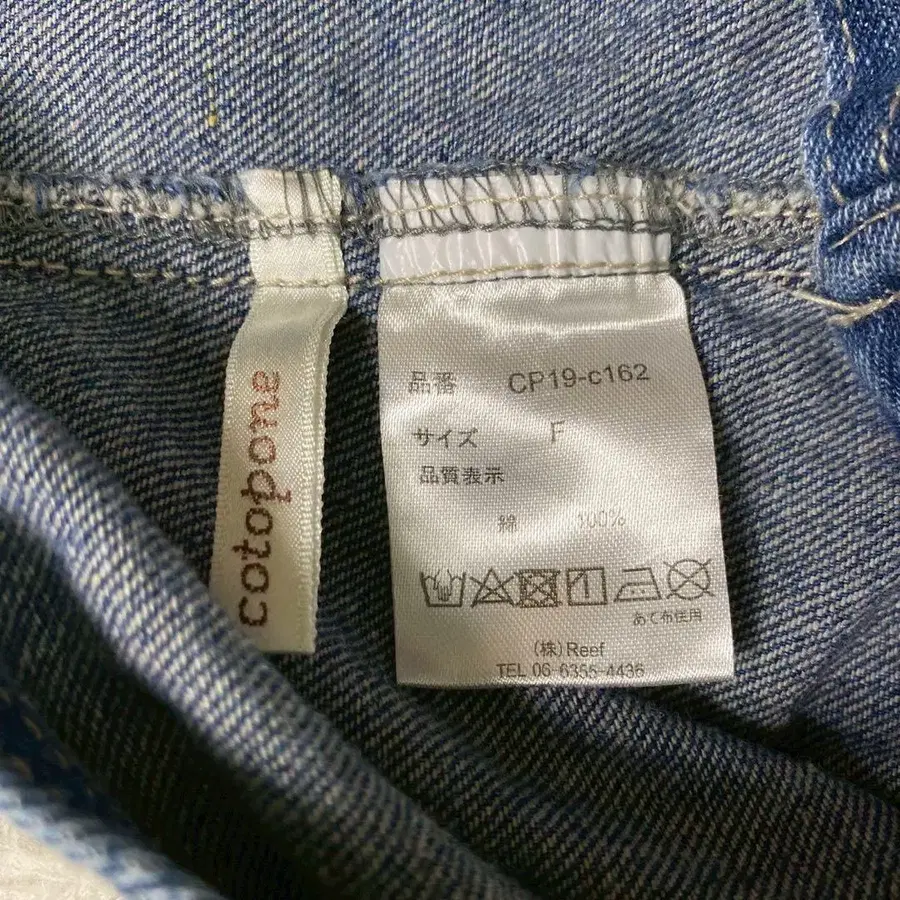 cotopone
品番 CP19-c162
サイズ F
品質表示
綿 100%
あて布使用
(株)Reef
TEL 06-6355-4436